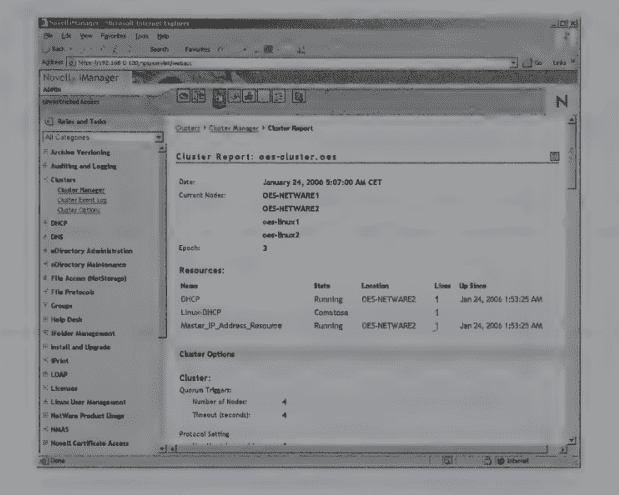 Novell iManager - Microsoft Internet Explorer
File Edit View Favorites Tools Help
Back Search Favorites
Address Go Links
Novell iManager
ADMIN
Unrestricted Access
N
Roles and Tasks
All Categories
Archive Versioning
Auditing and Logging
Clusters
Cluster Manager
Cluster Event Log
Cluster Options
DHCP
DNS
eDirectory Administration
eDirectory Maintenance
File Access (NetStorage)
File Protocols
Groups
Help Desk
iFolder Management
Install and Upgrade
iPrint
LDAP
Licenses
Linux User Management
NetWare Product Usage
NMAS
Novell Certificate Access
Clusters Cluster Manager Cluster Report
Cluster Report: oes-cluster.oes
Date: January 24, 2006 5:07:00 AM CET
Current Nodes: OES-NETWARE1
OES-NETWARE2
oes-linux1
oes-linux2
Epoch: 3
Resources:
Name State Location Lives Up Since
DHCP Running OES-NETWARE2 1 Jan 24, 2006 1:53:25 AM
Linux-DHCP Comatose 1
Master_IP_Address_Resource Running OES-NETWARE2 1 Jan 24, 2006 1:53:25 AM
Cluster Options
Cluster:
Quorum Triggers:
Number of Nodes: 4
Timeout (seconds): 4
Protocol Setting
Done Internet